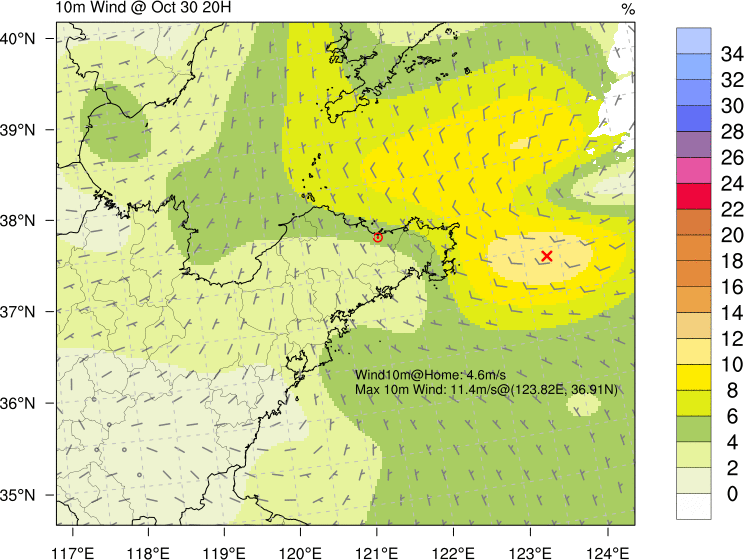 10m Wind @ Oct 30 20H
%
40°N
39°N
38°N
37°N
36°N
35°N
Wind10m@Home: 4.6m/s
Max 10m Wind: 11.4m/s@(123.82E, 36.91N)
117°E
118°E
119°E
120°E
121°E
122°E
123°E
124°E
34
32
30
28
26
24
22
20
18
16
14
12
10
8
6
4
2
0